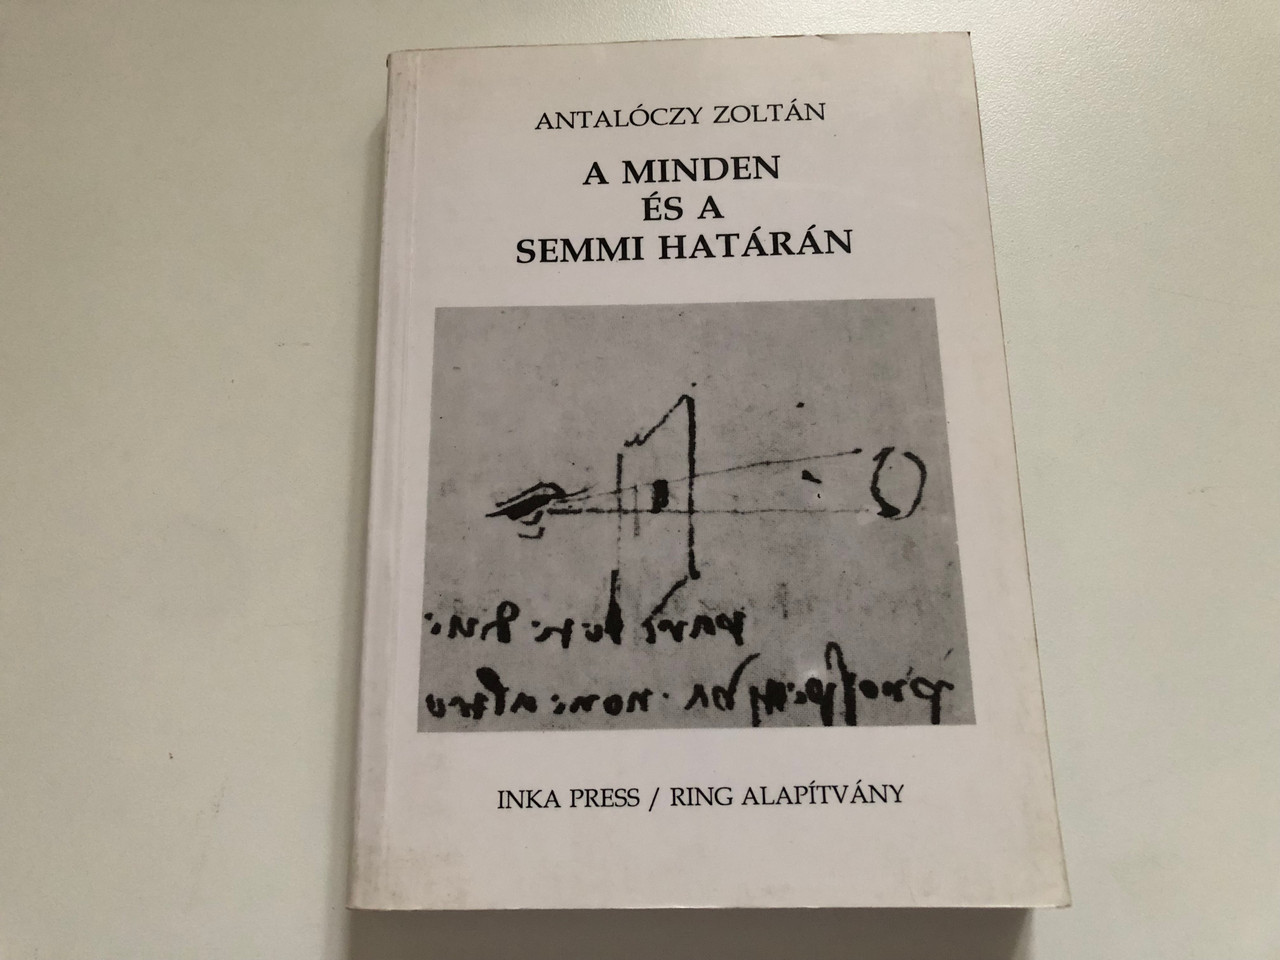 ANTALÓCZY ZOLTÁN
A MINDEN
ÉS A
SEMMI HATÁRÁN
INKA PRESS / RING ALAPÍTVÁNY